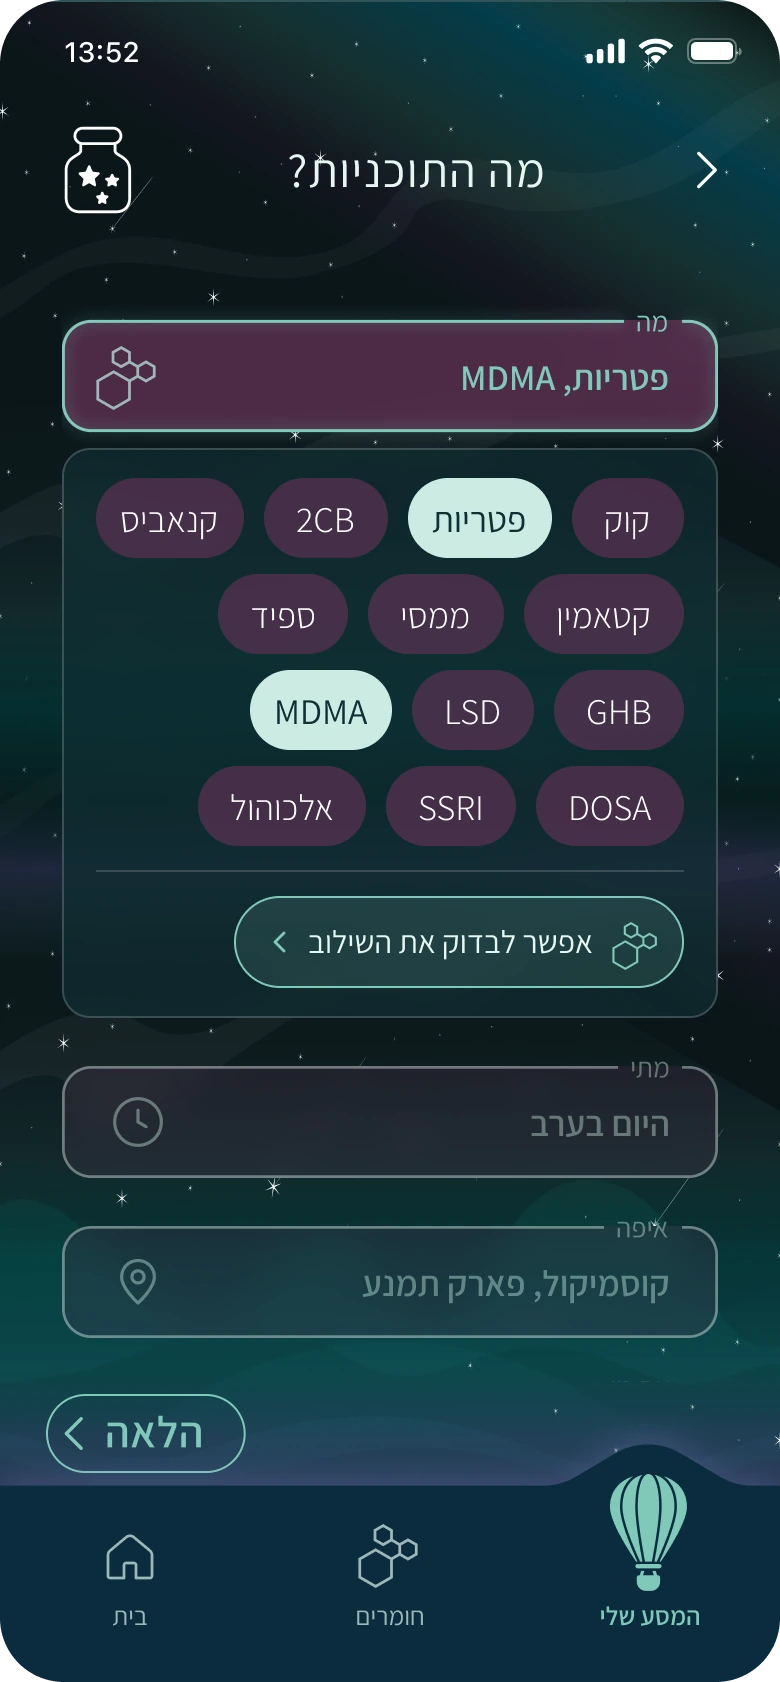 13:52
מה התוכניות?
מה
פטריות, MDMA
קוק פטריות 2CB קנאביס
קטאמין ממסי ספיד
GHB LSD MDMA
DOSA SSRI אלכוהול
אפשר לבדוק את השילוב
מתי
היום בערב
איפה
קוסמיקול, פארק תמנע
הלאה
המסע שלי חומרים בית